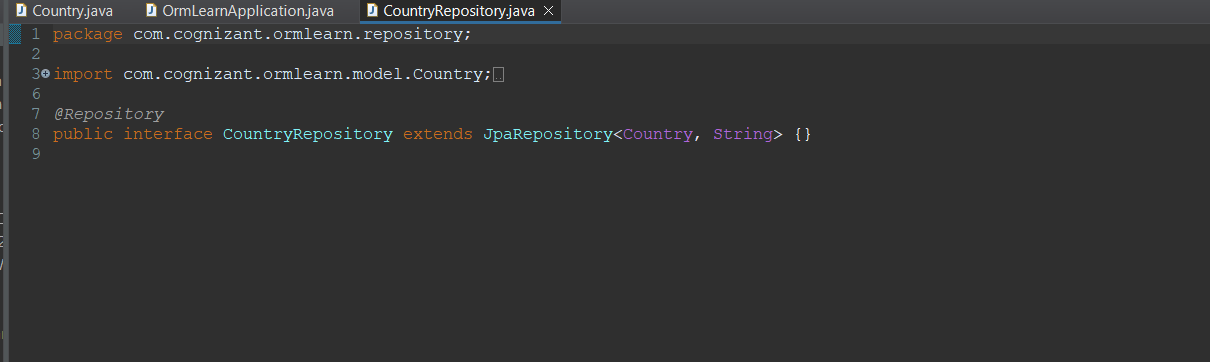 Country.java OrmLearnApplication.java CountryRepository.java
1 package com.cognizant.ormlearn.repository;
2
3 import com.cognizant.ormlearn.model.Country;
6
7 @Repository
8 public interface CountryRepository extends JpaRepository<Country, String> {}
9